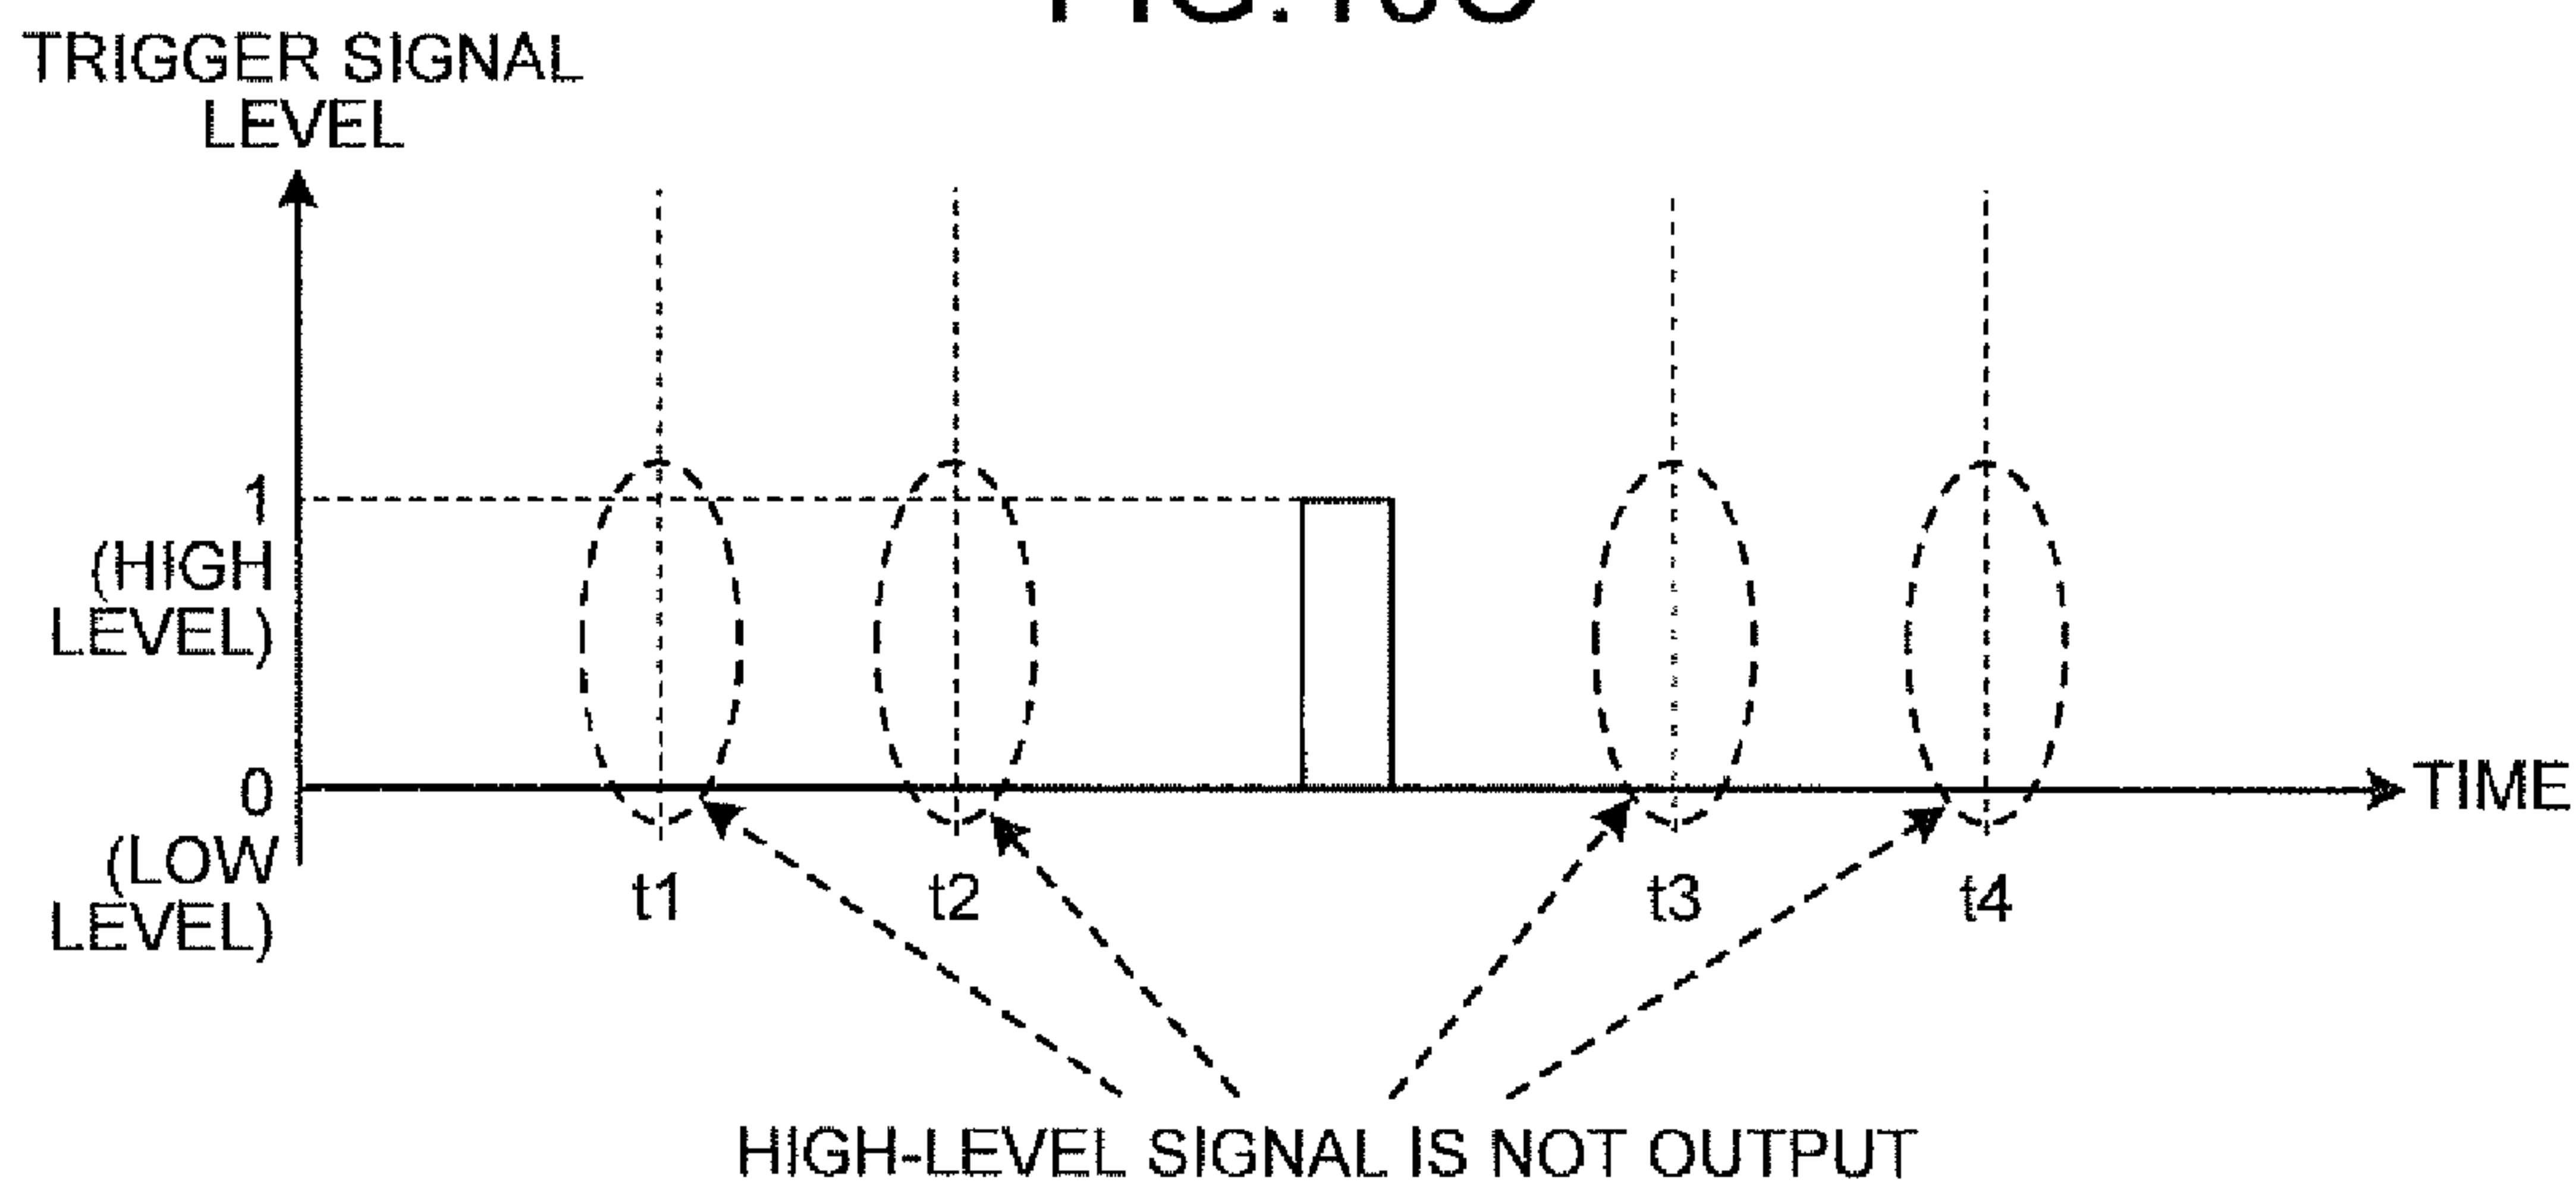 TRIGGER SIGNAL
LEVEL
1
(HIGH
LEVEL)
0
(LOW
LEVEL)
TIME
t1
t2
t3
t4
HIGH-LEVEL SIGNAL IS NOT OUTPUT